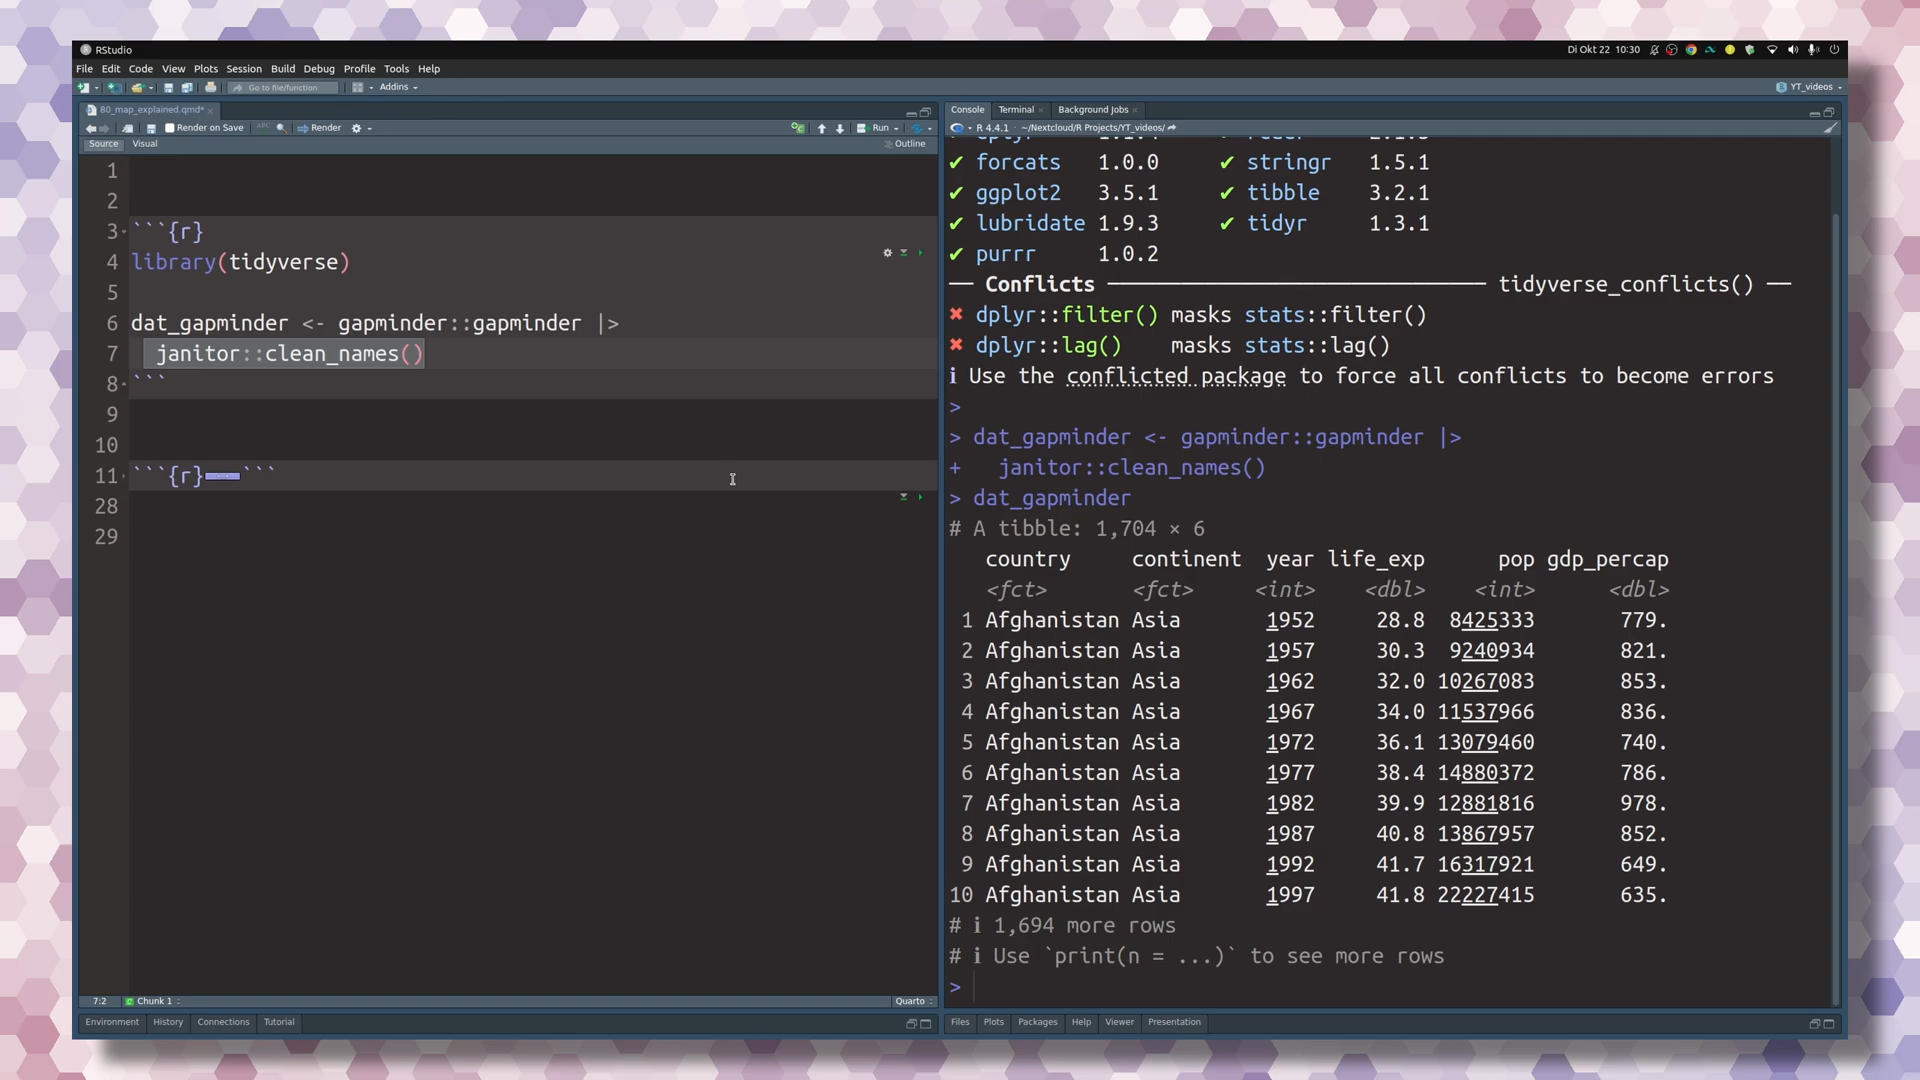 RStudio
Di Okt 22 10:30
File Edit Code View Plots Session Build Debug Profile Tools Help
Go to file/function
Addins
YT_videos
80_map_explained.qmd*
Render on Save
ABC
Render
Run
Source Visual
Outline
1
2
3 ```{r}
4 library(tidyverse)
5
6 dat_gapminder <- gapminder::gapminder |>
7 janitor::clean_names()
8 ```
9
10
11 ```{r} ```
28
29
7:2 Chunk 1
Quarto
Environment History Connections Tutorial
Console Terminal Background Jobs
R 4.4.1 · ~/Nextcloud/R Projects/YT_videos/
✔ forcats 1.0.0 ✔ stringr 1.5.1
✔ ggplot2 3.5.1 ✔ tibble 3.2.1
✔ lubridate 1.9.3 ✔ tidyr 1.3.1
✔ purrr 1.0.2
── Conflicts ────────── tidyverse_conflicts() ──
✖ dplyr::filter() masks stats::filter()
✖ dplyr::lag() masks stats::lag()
ℹ Use the conflicted package to force all conflicts to become errors
>
> dat_gapminder <- gapminder::gapminder |>
+ janitor::clean_names()
> dat_gapminder
# A tibble: 1,704 × 6
country continent year life_exp pop gdp_percap
<fct> <fct> <int> <dbl> <int> <dbl>
1 Afghanistan Asia 1952 28.8 8425333 779.
2 Afghanistan Asia 1957 30.3 9240934 821.
3 Afghanistan Asia 1962 32.0 10267083 853.
4 Afghanistan Asia 1967 34.0 11537966 836.
5 Afghanistan Asia 1972 36.1 13079460 740.
6 Afghanistan Asia 1977 38.4 14880372 786.
7 Afghanistan Asia 1982 39.9 12881816 978.
8 Afghanistan Asia 1987 40.8 13867957 852.
9 Afghanistan Asia 1992 41.7 16317921 649.
10 Afghanistan Asia 1997 41.8 22227415 635.
# ℹ 1,694 more rows
# ℹ Use `print(n = ...)` to see more rows
>
Files Plots Packages Help Viewer Presentation